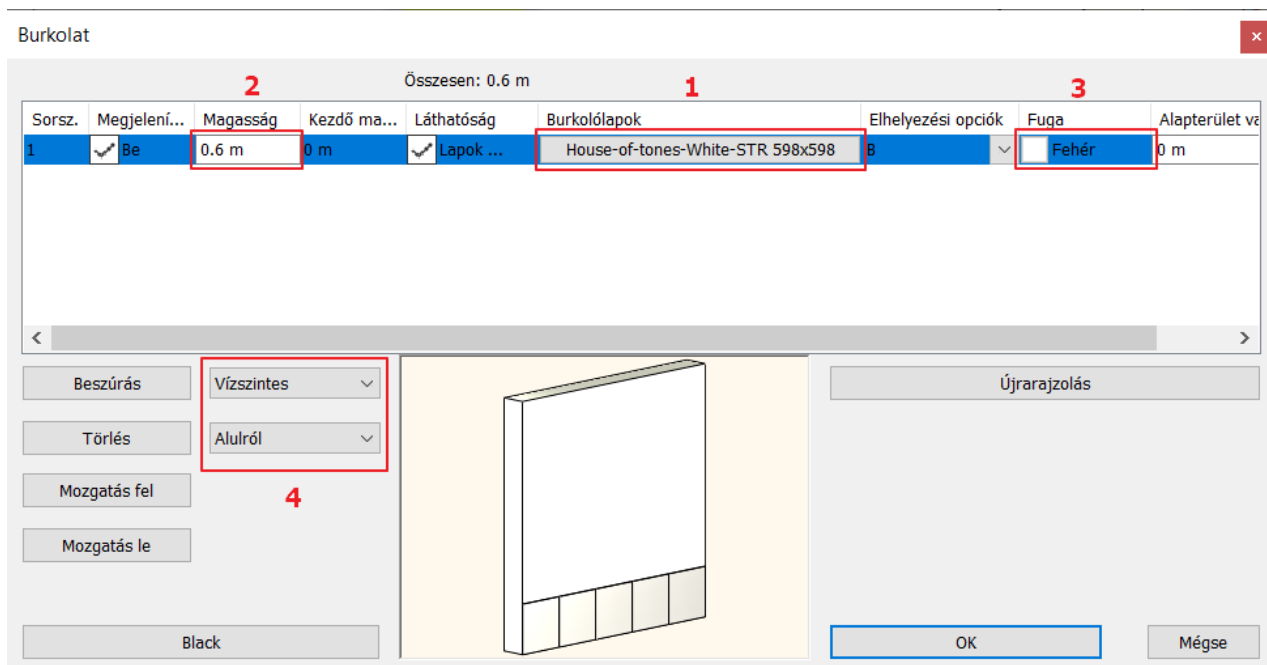 Burkolat
2 Összesen: 0.6 m 1 3
Sorsz. Megjelení... Magasság Kezdő ma... Láthatóság Burkolólapok Elhelyezési opciók Fuga Alapterület va
1 Be 0.6 m 0 m Lapok ... House-of-tones-White-STR 598x598 B Fehér 0 m
Beszúrás Vízszintes Újrarajzolás
Törlés Alulról
Mozgatás fel 4
Mozgatás le
Black OK Mégse